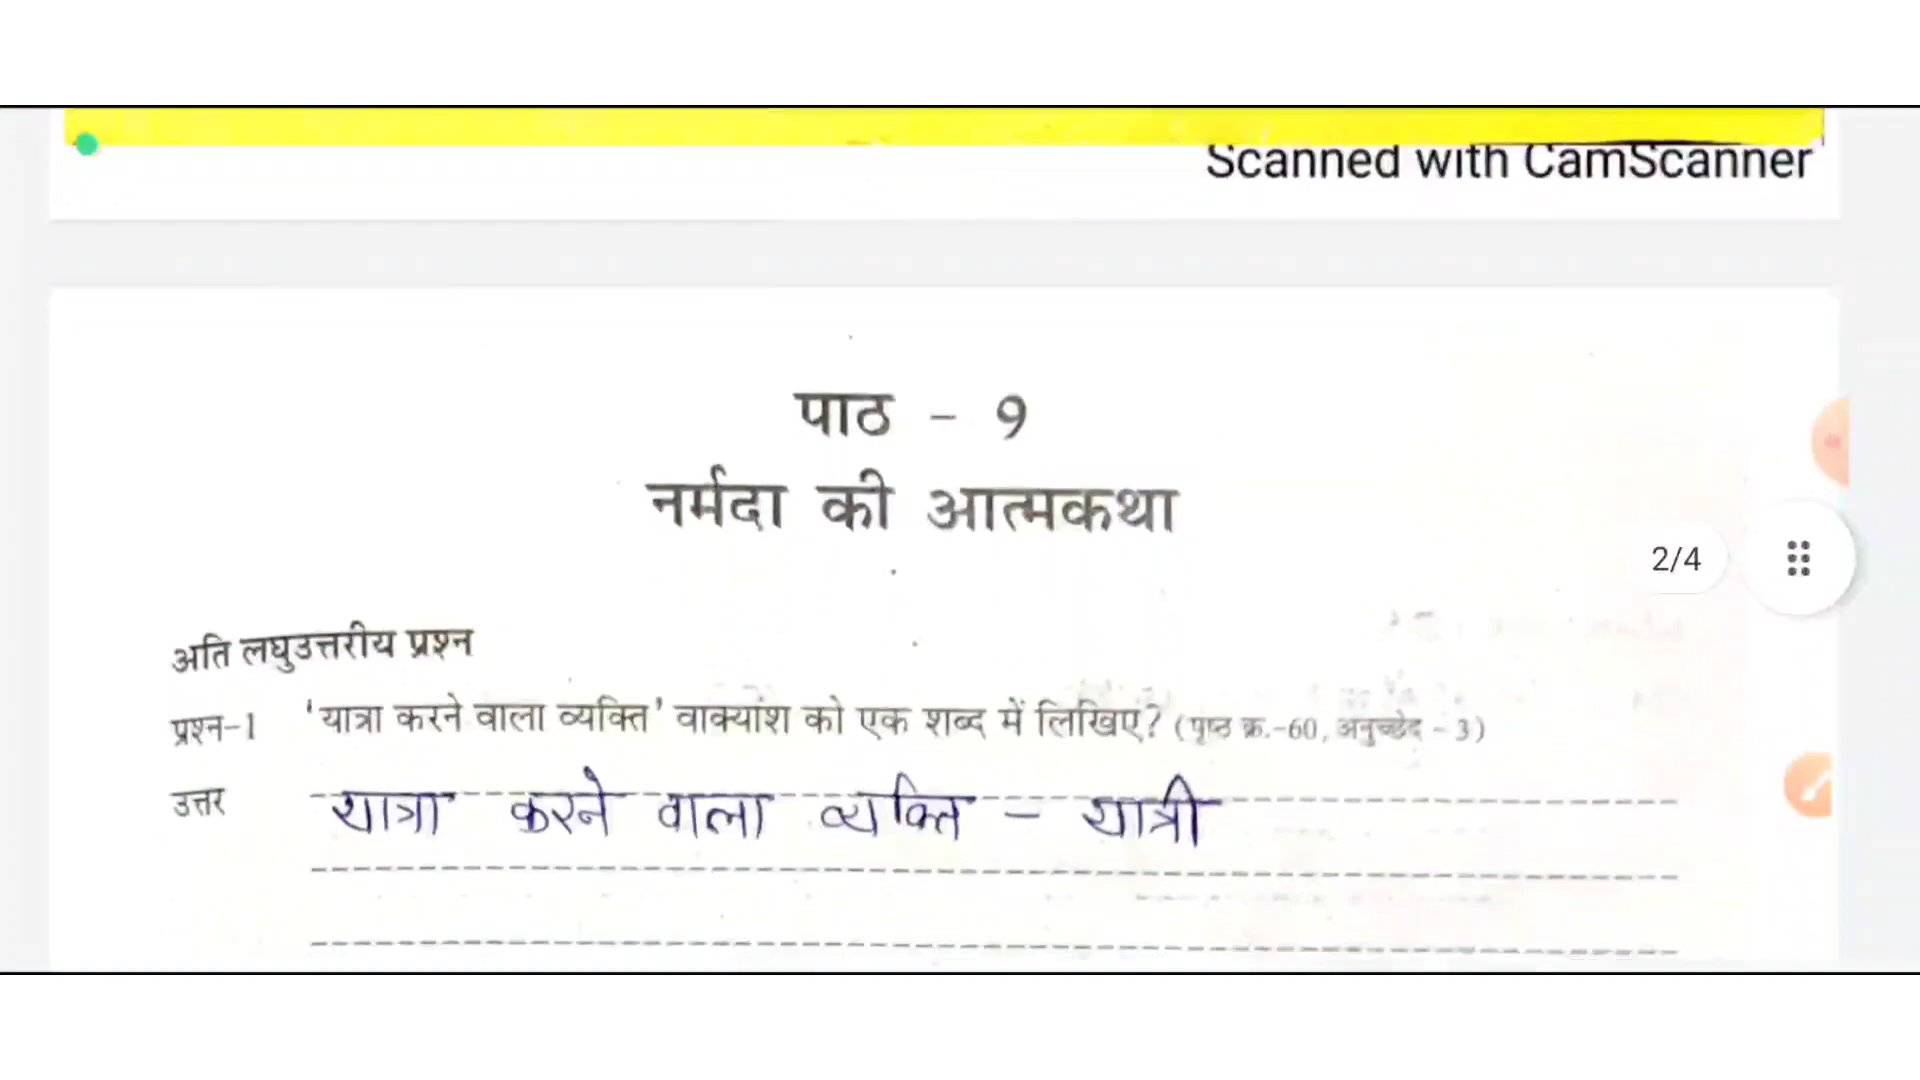 Scanned with CamScanner
पाठ - 9
नर्मदा की आत्मकथा
2/4
अति लघुउत्तरीय प्रश्न
प्रश्न-1 'यात्रा करने वाला व्यक्ति' वाक्यांश को एक शब्द में लिखिए? (पृष्ठ क्र.-60, अनुच्छेद - 3)
उत्तर यात्रा करने वाला व्यक्ति - यात्री